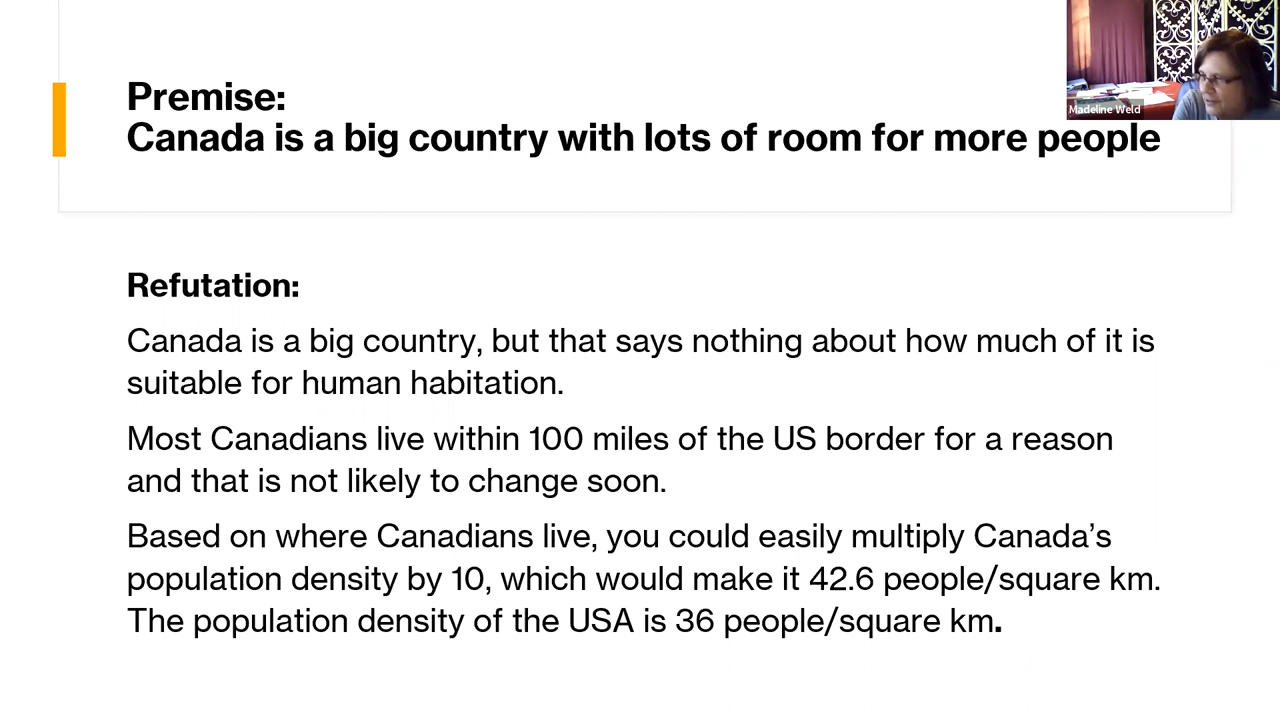 Premise:
Canada is a big country with lots of room for more people
Madeline Weld
Refutation:
Canada is a big country, but that says nothing about how much of it is
suitable for human habitation.
Most Canadians live within 100 miles of the US border for a reason
and that is not likely to change soon.
Based on where Canadians live, you could easily multiply Canada’s
population density by 10, which would make it 42.6 people/square km.
The population density of the USA is 36 people/square km.